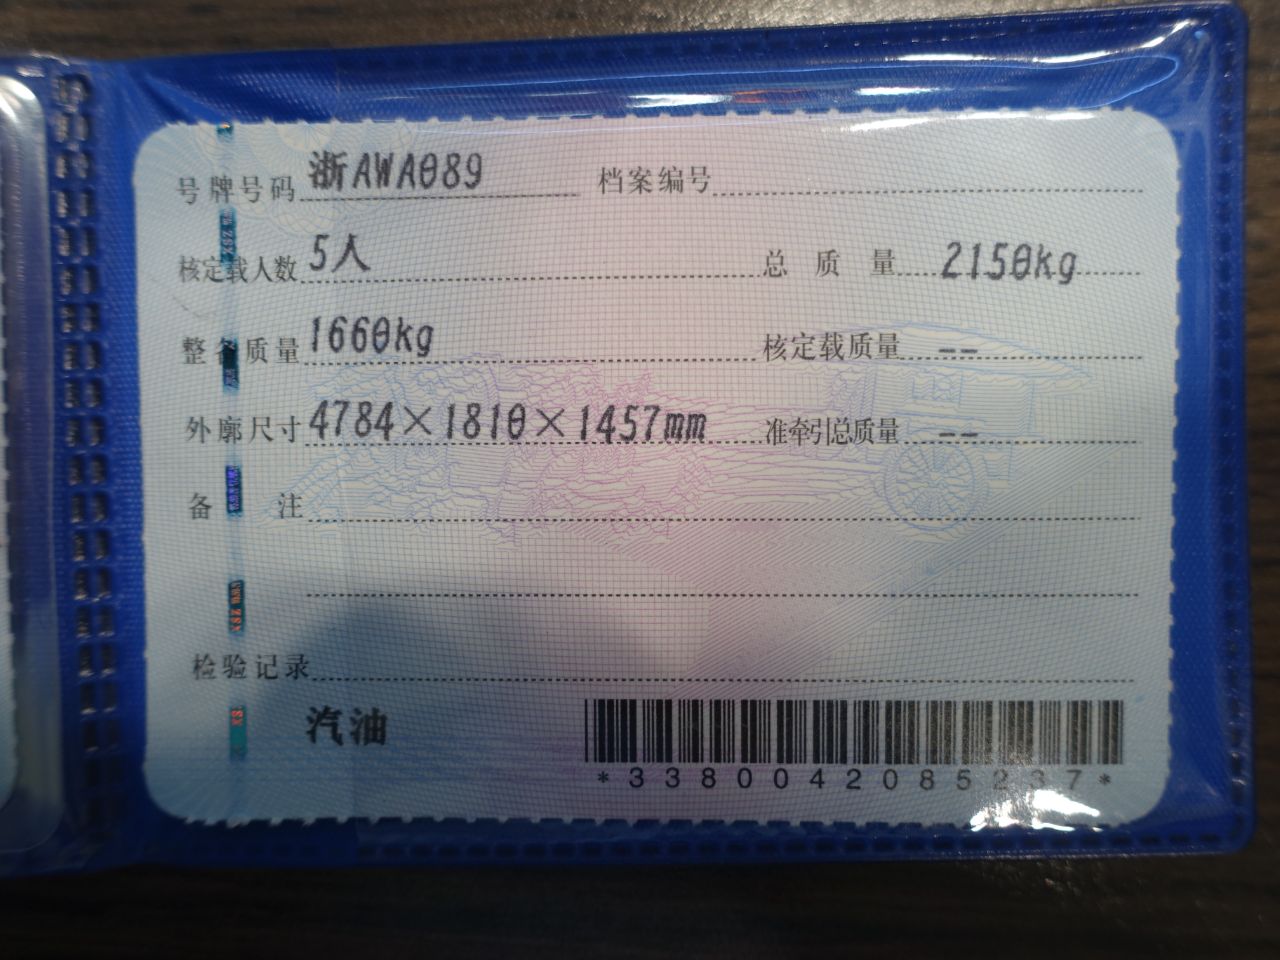 号牌号码 浙AWA089 档案编号
核定载人数 5人 总质量 2150kg
整备质量 1660kg 核定载质量 --
外廓尺寸 4784×1810×1457mm 准牵引总质量 --
备注
检验记录
汽油
*3380042085237*